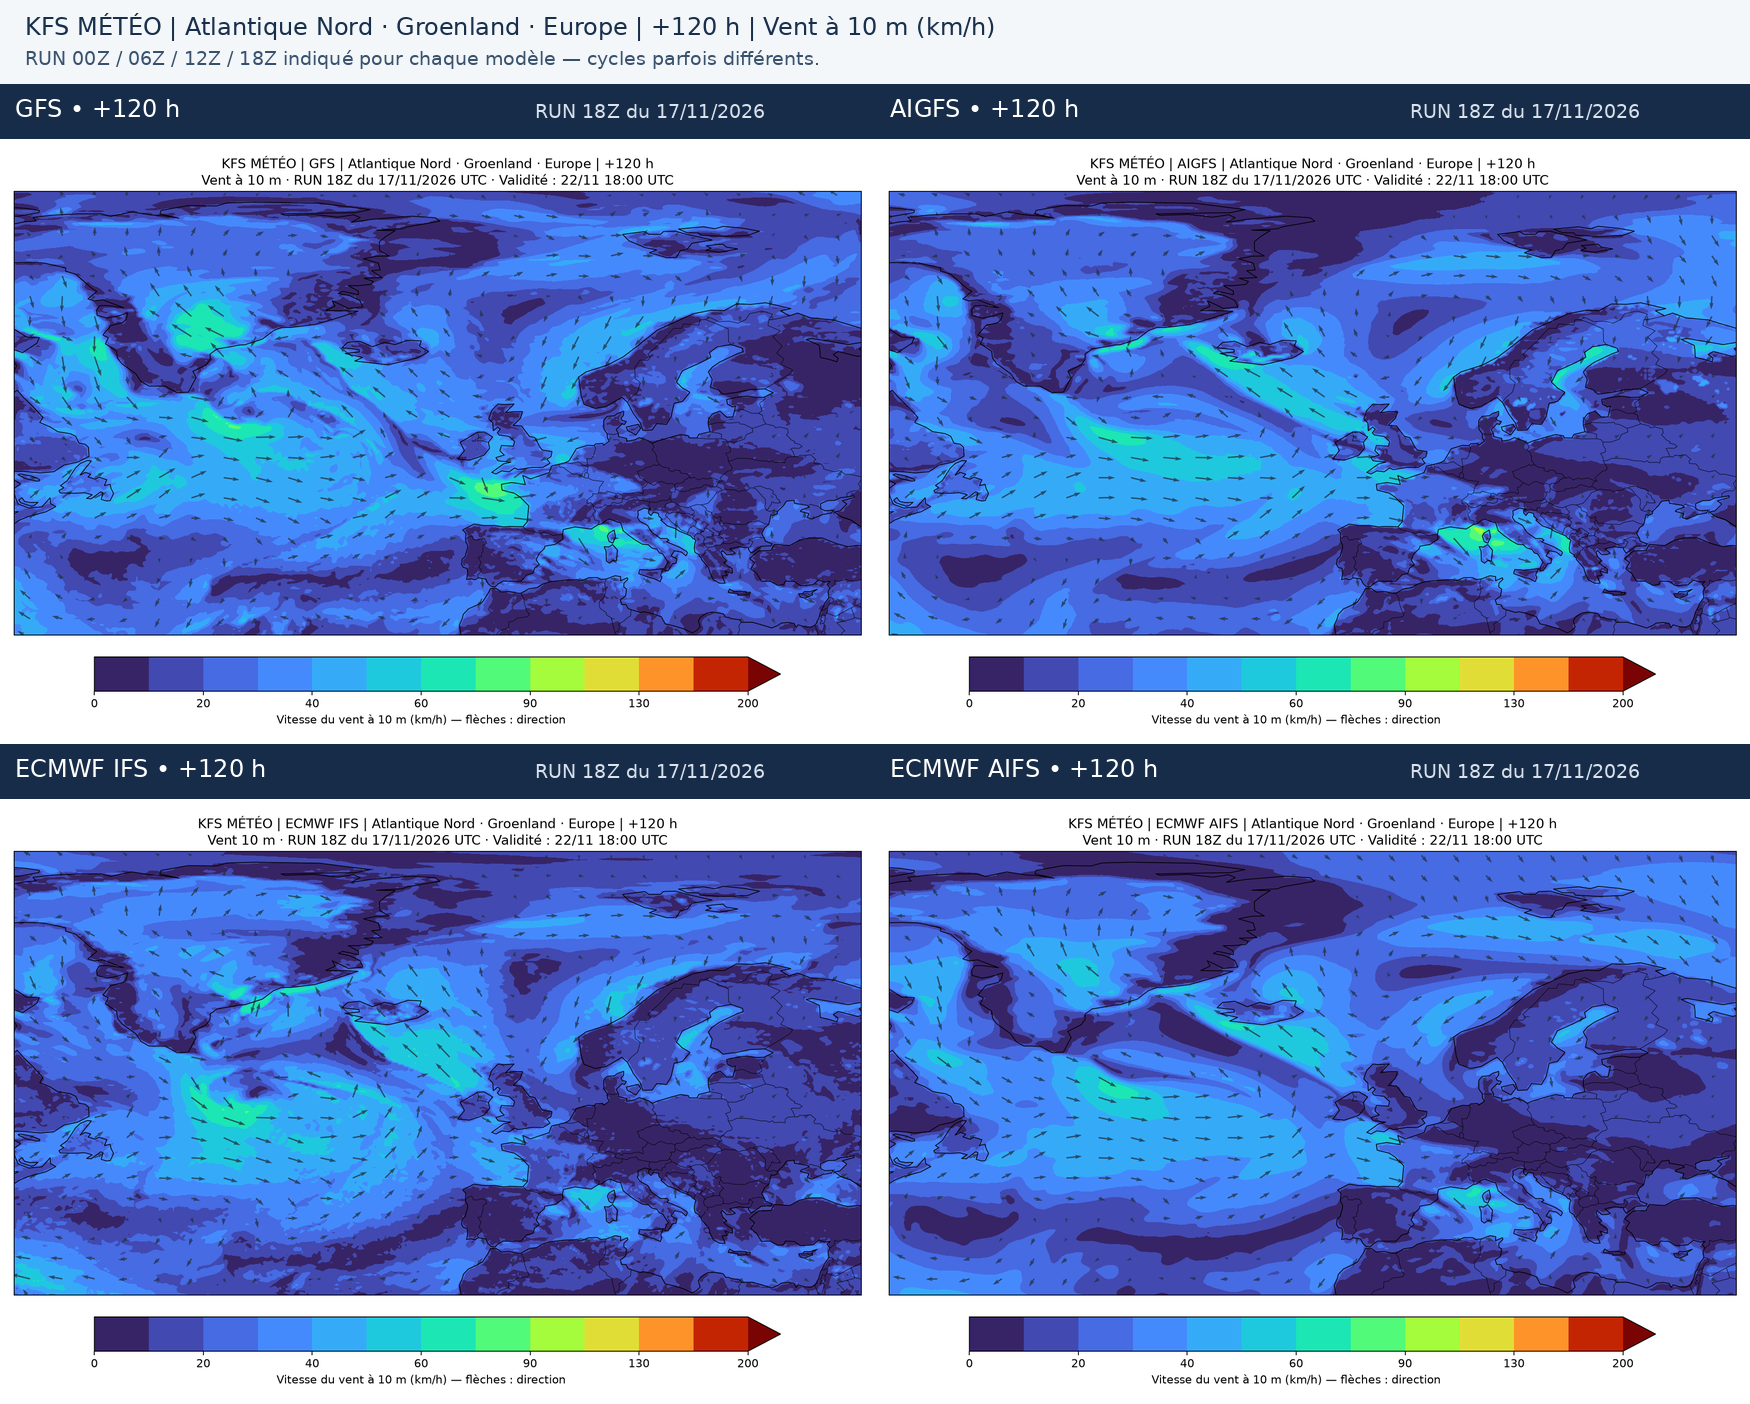 KFS MÉTÉO | Atlantique Nord · Groenland · Europe | +120 h | Vent à 10 m (km/h)
RUN 00Z / 06Z / 12Z / 18Z indiqué pour chaque modèle — cycles parfois différents.
GFS • +120 h
RUN 18Z du 17/11/2026
KFS MÉTÉO | GFS | Atlantique Nord · Groenland · Europe | +120 h
Vent à 10 m · RUN 18Z du 17/11/2026 UTC · Validité : 22/11 18:00 UTC
0 20 40 60 90 130 200
Vitesse du vent à 10 m (km/h) — flèches : direction
AIGFS • +120 h
RUN 18Z du 17/11/2026
KFS MÉTÉO | AIGFS | Atlantique Nord · Groenland · Europe | +120 h
Vent à 10 m · RUN 18Z du 17/11/2026 UTC · Validité : 22/11 18:00 UTC
0 20 40 60 90 130 200
Vitesse du vent à 10 m (km/h) — flèches : direction
ECMWF IFS • +120 h
RUN 18Z du 17/11/2026
KFS MÉTÉO | ECMWF IFS | Atlantique Nord · Groenland · Europe | +120 h
Vent 10 m · RUN 18Z du 17/11/2026 UTC · Validité : 22/11 18:00 UTC
0 20 40 60 90 130 200
Vitesse du vent à 10 m (km/h) — flèches : direction
ECMWF AIFS • +120 h
RUN 18Z du 17/11/2026
KFS MÉTÉO | ECMWF AIFS | Atlantique Nord · Groenland · Europe | +120 h
Vent 10 m · RUN 18Z du 17/11/2026 UTC · Validité : 22/11 18:00 UTC
0 20 40 60 90 130 200
Vitesse du vent à 10 m (km/h) — flèches : direction